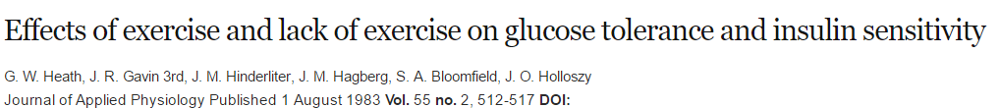 Effects of exercise and lack of exercise on glucose tolerance and insulin sensitivity
G. W. Heath, J. R. Gavin 3rd, J. M. Hinderliter, J. M. Hagberg, S. A. Bloomfield, J. O. Holloszy
Journal of Applied Physiology Published 1 August 1983 Vol. 55 no. 2, 512-517 DOI: